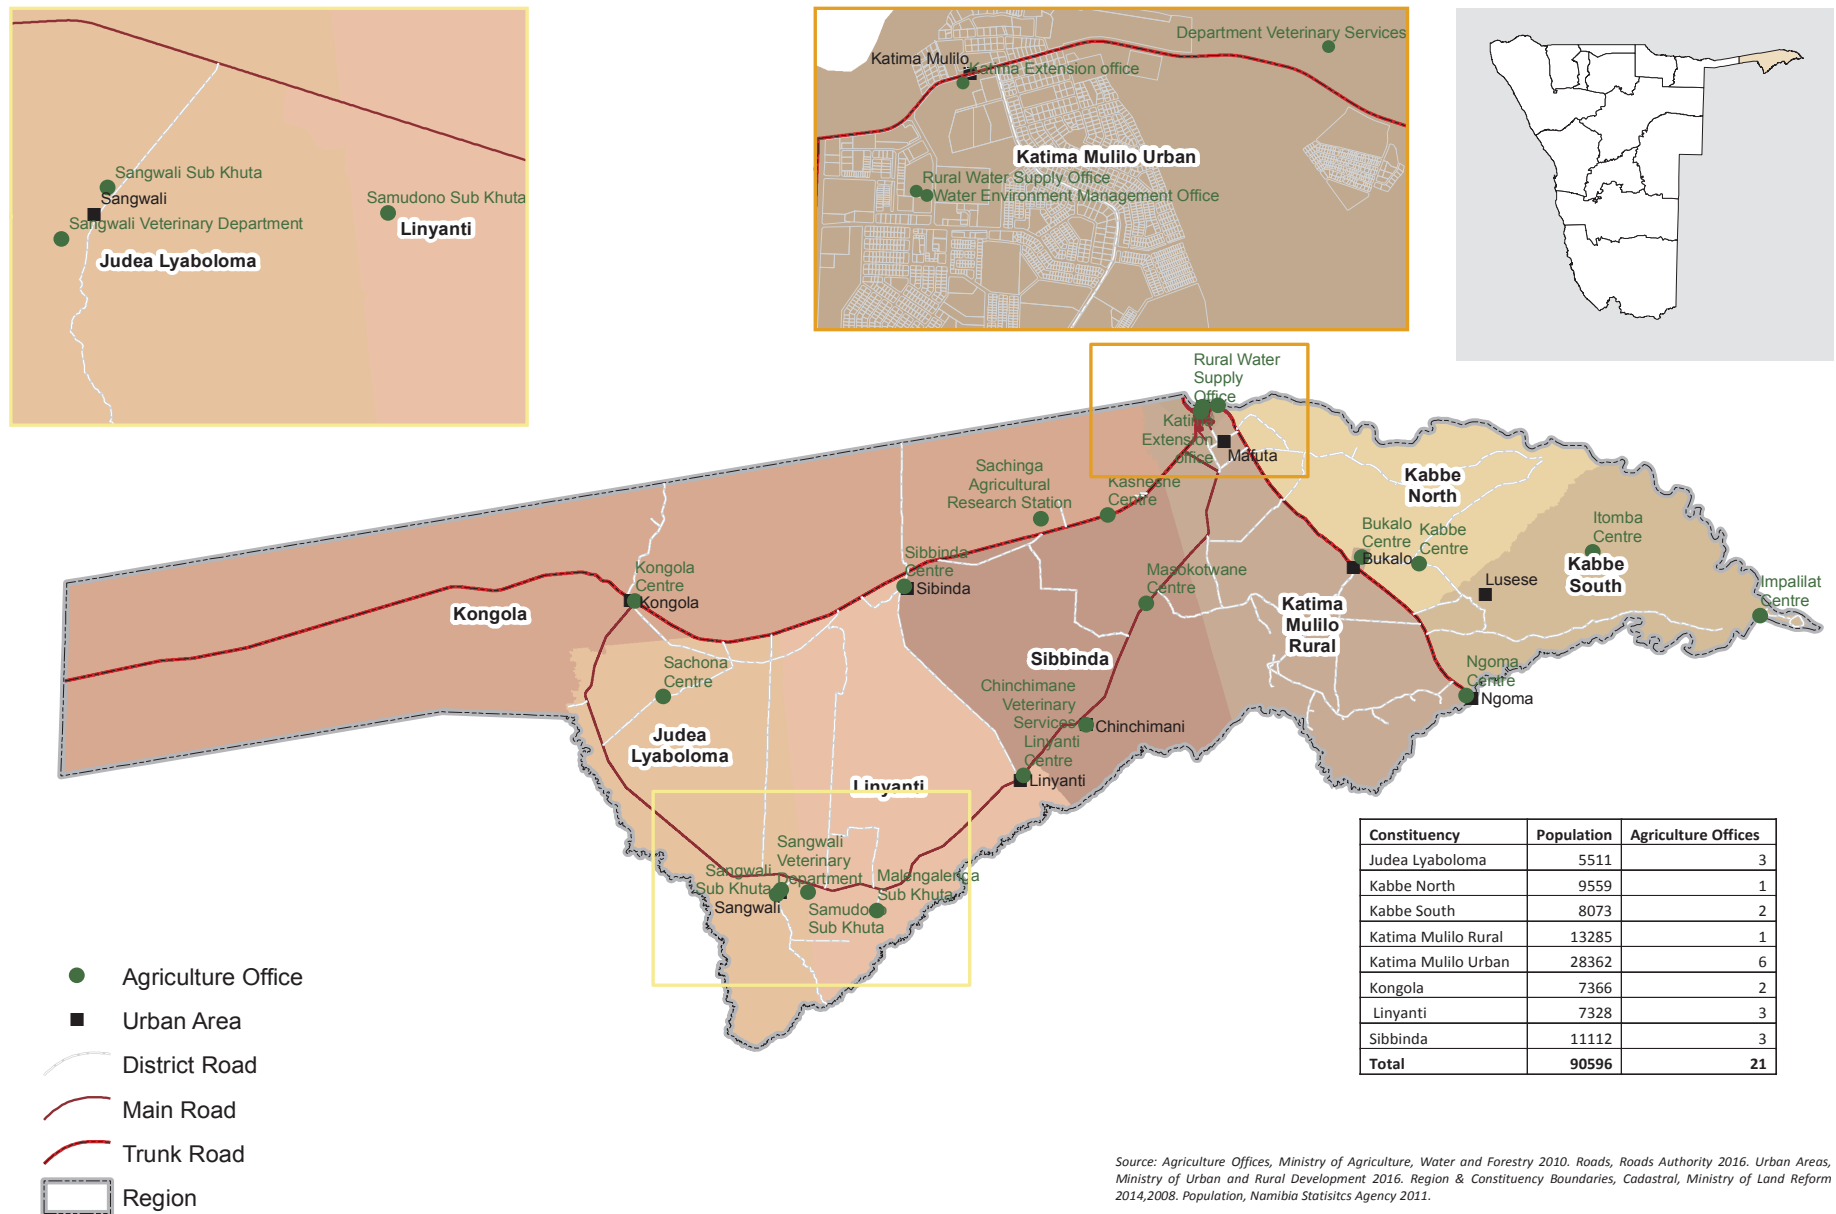 Sangwali Sub Khuta
Sangwali
Sangwali Veterinary Department
Judea Lyaboloma
Samudono Sub Khuta
Linyanti
Department Veterinary Services
Katima Mulilo
Katima Extension office
Katima Mulilo Urban
Rural Water Supply Office
Water Environment Management Office
Rural Water
Supply
Office
Katima
Extension
office
Mafuta
Sachinga
Agricultural
Research Station
Kasheshe
Centre
Kabbe
North
Bukalo
Centre
Bukalo
Kabbe
Centre
Itomba
Centre
Kabbe
South
Lusese
Impalilat
Centre
Kongola
Centre
Kongola
Kongola
Sibbinda
Centre
Sibinda
Masokotwane
Centre
Katima
Mulilo
Rural
Sibbinda
Sachona
Centre
Ngoma
Centre
Ngoma
Chinchimane
Veterinary
Services
Chinchimani
Judea
Lyaboloma
Linyanti
Centre
Linyanti
Linyanti
Sangwali
Veterinary
Department
Sangwali
Sub Khuta
Sangwali
Samudono
Sub Khuta
Malengalenga
Sub Khuta
Constituency Population Agriculture Offices
Judea Lyaboloma 5511 3
Kabbe North 9559 1
Kabbe South 8073 2
Katima Mulilo Rural 13285 1
Katima Mulilo Urban 28362 6
Kongola 7366 2
Linyanti 7328 3
Sibbinda 11112 3
Total 90596 21
Agriculture Office
Urban Area
District Road
Main Road
Trunk Road
Region
Source: Agriculture Offices, Ministry of Agriculture, Water and Forestry 2010. Roads, Roads Authority 2016. Urban Areas,
Ministry of Urban and Rural Development 2016. Region & Constituency Boundaries, Cadastral, Ministry of Land Reform
2014,2008. Population, Namibia Statisitcs Agency 2011.